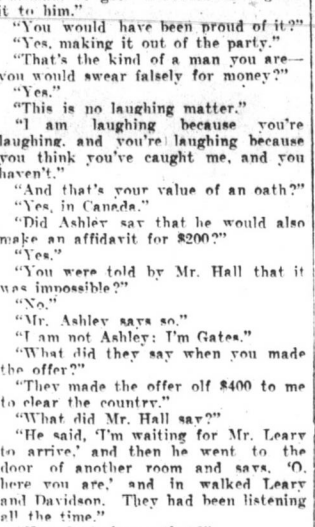 it to him."
"You would have been proud of it?"
"Yes, making it out of the party."
"That's the kind of a man you are—
you would swear falsely for money?"
"Yes."
"This is no laughing matter."
"I am laughing because you're
laughing, and you're laughing because
you think you've caught me, and you
haven't."
"And that's your value of an oath?"
"Yes, in Canada."
"Did Ashley say that he would also
make an affidavit for $200?"
"Yes."
"You were told by Mr. Hall that it
was impossible?"
"No."
"Mr. Ashley says so."
"I am not Ashley; I'm Gates."
"What did they say when you made
the offer?"
"They made the offer olf $400 to me
to clear the country."
"What did Mr. Hall say?"
"He said, 'I'm waiting for Mr. Leary
to arrive,' and then he went to the
door of another room and says, 'O,
here you are,' and in walked Leary
and Davidson. They had been listening
all the time."